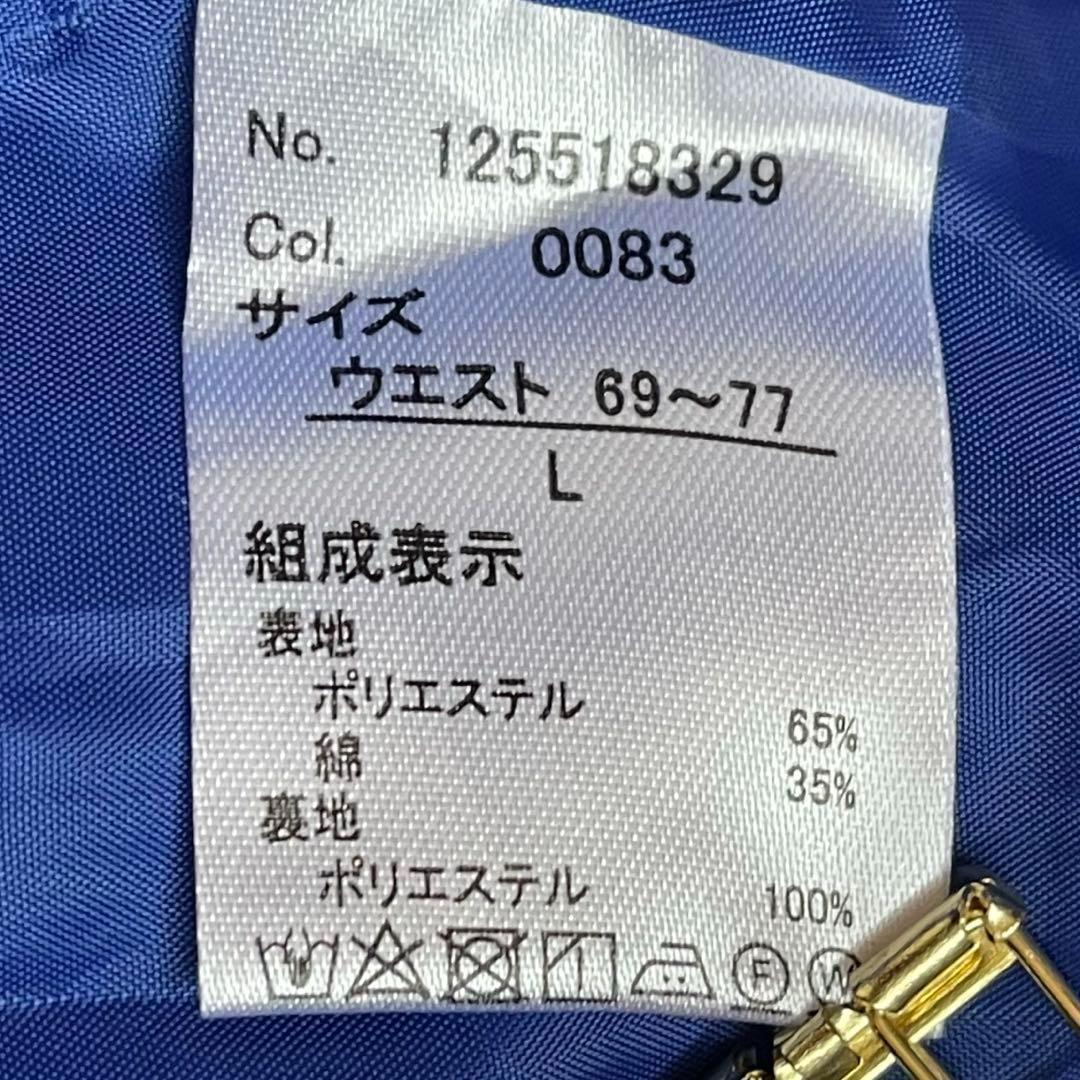 No. 125518329
Col. 0083
サイズ
ウエスト 69～77
L
組成表示
表地
ポリエステル 65%
綿 35%
裏地
ポリエステル 100%
F W